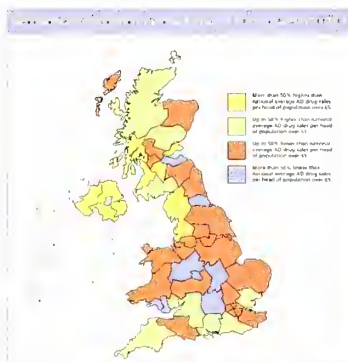 More than 50% higher than
national average AD drug sales
per head of population over 65
Up to 50% higher than national
average AD drug sales per head
of population over 65
Up to 50% lower than national
average AD drug sales per head
of population over 65
More than 50% lower than
national average AD drug sales
per head of population over 65